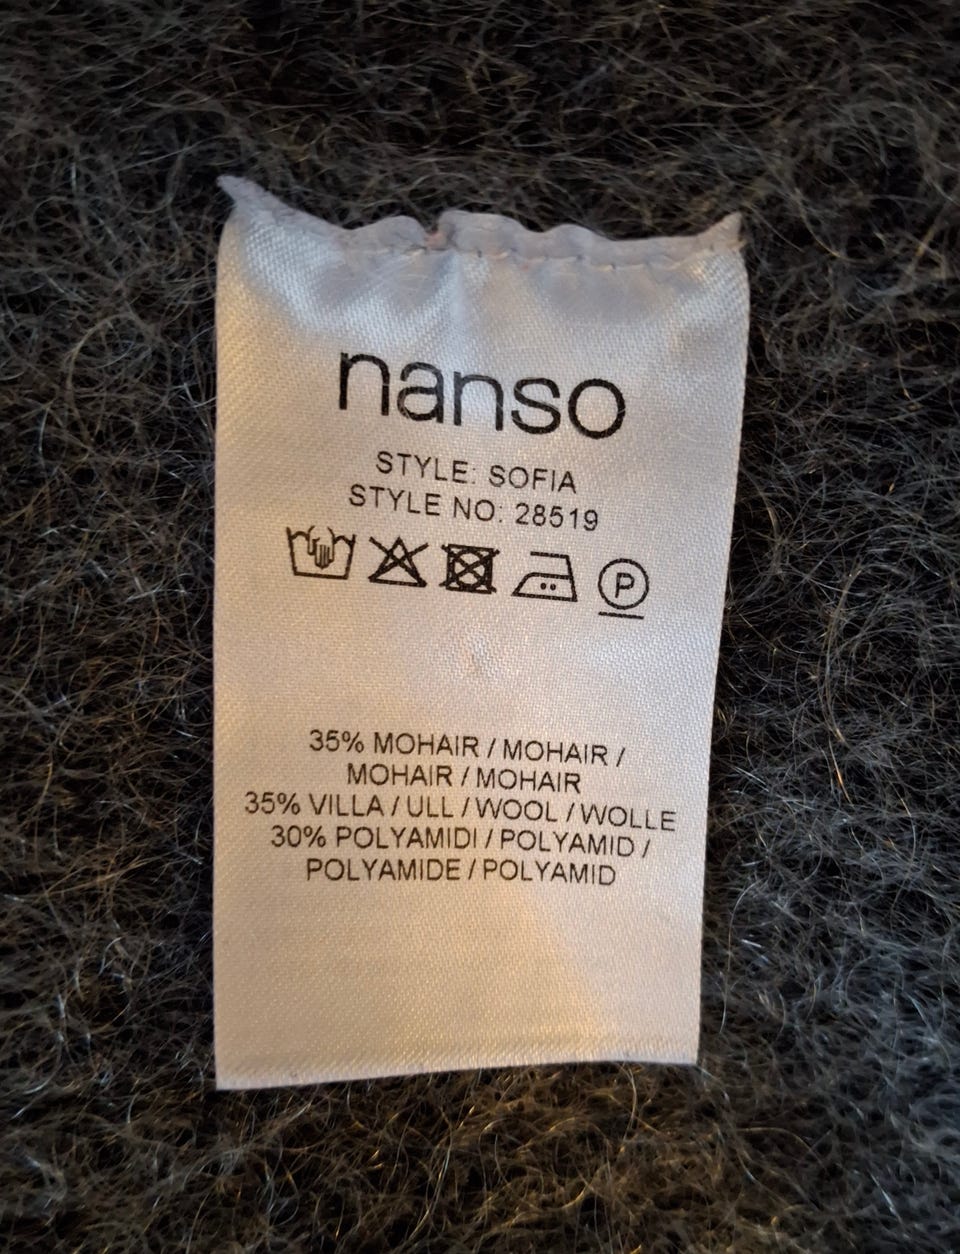 nanso
STYLE: SOFIA
STYLE NO: 28519
P
35% MOHAIR / MOHAIR /
MOHAIR / MOHAIR
35% VILLA / ULL / WOOL / WOLLE
30% POLYAMIDI / POLYAMID /
POLYAMIDE / POLYAMID